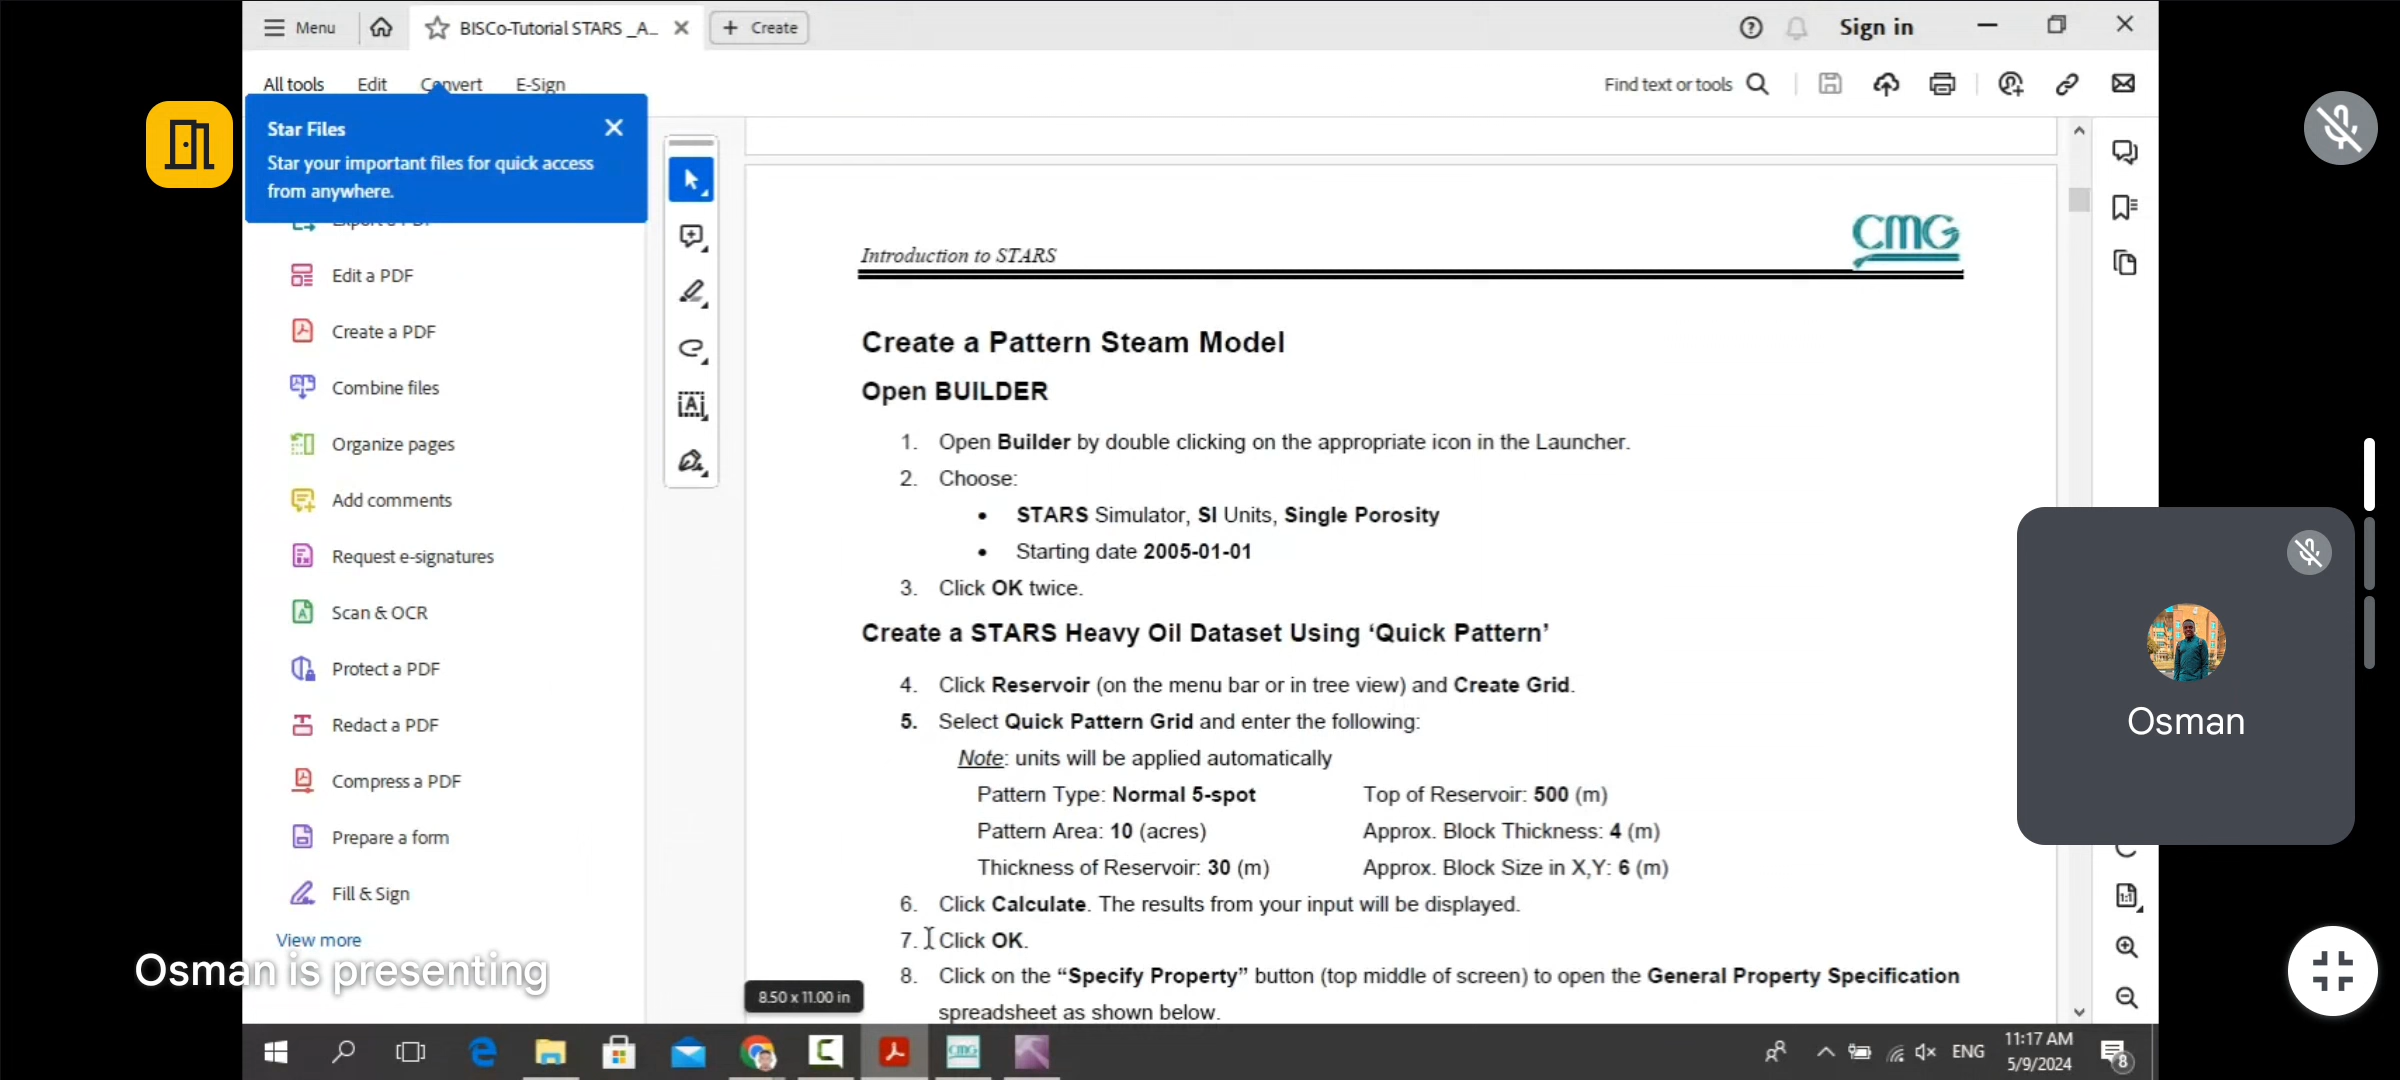 Menu
BISCo-Tutorial STARS _A...
Create
Sign in
All tools
Edit
Convert
E-Sign
Find text or tools
Star Files
Star your important files for quick access
from anywhere.
Export a PDF
Edit a PDF
Create a PDF
Combine files
Organize pages
Add comments
Request e-signatures
Scan & OCR
Protect a PDF
Redact a PDF
Compress a PDF
Prepare a form
Fill & Sign
View more
Osman is presenting
Introduction to STARS
CMG
Create a Pattern Steam Model
Open BUILDER
1. Open Builder by double clicking on the appropriate icon in the Launcher.
2. Choose:
• STARS Simulator, SI Units, Single Porosity
• Starting date 2005-01-01
3. Click OK twice.
Create a STARS Heavy Oil Dataset Using ‘Quick Pattern’
4. Click Reservoir (on the menu bar or in tree view) and Create Grid.
5. Select Quick Pattern Grid and enter the following:
Note: units will be applied automatically
Pattern Type: Normal 5-spot Top of Reservoir: 500 (m)
Pattern Area: 10 (acres) Approx. Block Thickness: 4 (m)
Thickness of Reservoir: 30 (m) Approx. Block Size in X,Y: 6 (m)
6. Click Calculate. The results from your input will be displayed.
7. Click OK.
8. Click on the “Specify Property” button (top middle of screen) to open the General Property Specification
spreadsheet as shown below.
8.50 x 11.00 in
Osman
CMG
ENG
11:17 AM
5/9/2024
8